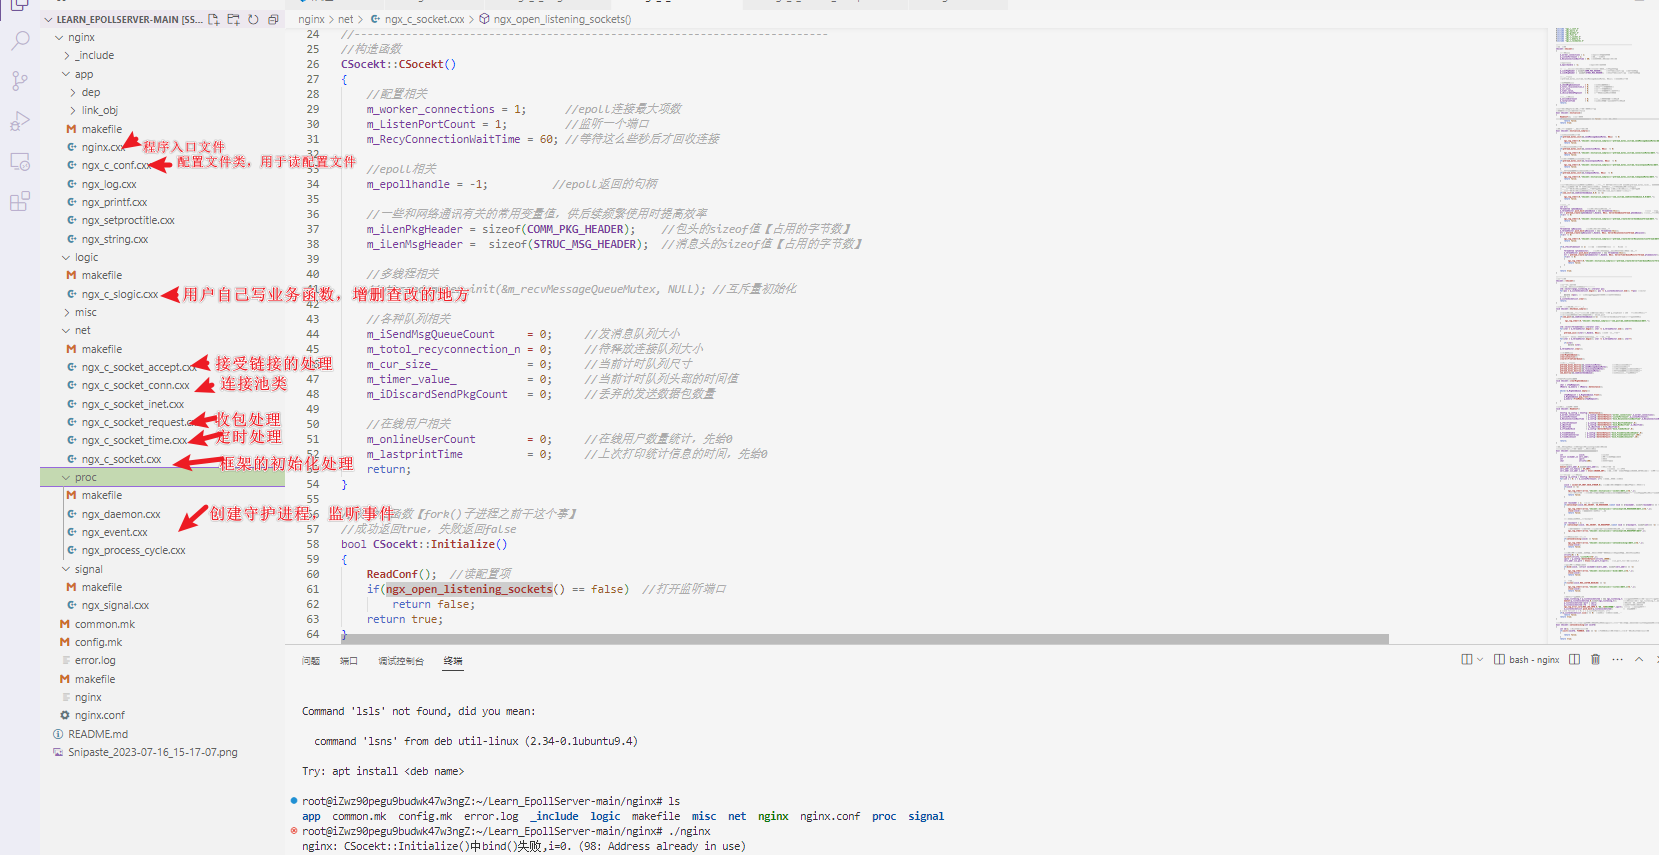 LEARN_EPOLLSERVER-MAIN [SS...
nginx
_include
app
dep
link_obj
makefile
nginx.cxx
程序入口文件
ngx_c_conf.cxx
配置文件类，用于读配置文件
ngx_log.cxx
ngx_printf.cxx
ngx_setproctitle.cxx
ngx_string.cxx
logic
makefile
ngx_c_slogic.cxx
用户自己写业务函数，增删查改的地方
misc
net
makefile
ngx_c_socket_accept.cxx
接受链接的处理
ngx_c_socket_conn.cxx
连接池类
ngx_c_socket_inet.cxx
ngx_c_socket_request.c
收包处理
ngx_c_socket_time.cxx
定时处理
ngx_c_socket.cxx
框架的初始化处理
proc
makefile
ngx_daemon.cxx
创建守护进程，监听事件
ngx_event.cxx
ngx_process_cycle.cxx
signal
makefile
ngx_signal.cxx
common.mk
config.mk
error.log
makefile
nginx
nginx.conf
README.md
Snipaste_2023-07-16_15-17-07.png
nginx > net > ngx_c_socket.cxx > ngx_open_listening_sockets()
24 //--------------------------------------------------------------------------
25 //构造函数
26 CSocekt::CSocekt()
27 {
28 //配置相关
29 m_worker_connections = 1; //epoll连接最大项数
30 m_ListenPortCount = 1; //监听一个端口
31 m_RecyConnectionWaitTime = 60; //等待这么些秒后才回收连接
//epoll相关
34 m_epollhandle = -1; //epoll返回的句柄
35
36 //一些和网络通讯有关的常用变量值，供后续频繁使用时提高效率
37 m_iLenPkgHeader = sizeof(COMM_PKG_HEADER); //包头的sizeof值【占用的字节数】
38 m_iLenMsgHeader = sizeof(STRUC_MSG_HEADER); //消息头的sizeof值【占用的字节数】
39
40 //多线程相关
init(&m_recvMessageQueueMutex, NULL); //互斥量初始化
42
43 //各种队列相关
44 m_iSendMsgQueueCount = 0; //发消息队列大小
45 m_totol_recyconnection_n = 0; //待释放连接队列大小
m_cur_size_ = 0; //当前计时队列尺寸
47 m_timer_value_ = 0; //当前计时队列头部的时间值
48 m_iDiscardSendPkgCount = 0; //丢弃的发送数据包数量
49
50 //在线用户相关
51 m_onlineUserCount = 0; //在线用户数量统计，先给0
52 m_lastprintTime = 0; //上次打印统计信息的时间，先给0
return;
54 }
55
函数【fork()子进程之前干这个事】
57 //成功返回true，失败返回false
58 bool CSocekt::Initialize()
59 {
60 ReadConf(); //读配置项
61 if(ngx_open_listening_sockets() == false) //打开监听端口
62 return false;
63 return true;
64 }
问题 端口 调试控制台 终端
bash - nginx
Command 'lsls' not found, did you mean:
command 'lsns' from deb util-linux (2.34-0.1ubuntu9.4)
Try: apt install <deb name>
root@iZwz90pegu9budwk47w3ngZ:~/Learn_EpollServer-main/nginx# ls
app common.mk config.mk error.log _include logic makefile misc net nginx nginx.conf proc signal
root@iZwz90pegu9budwk47w3ngZ:~/Learn_EpollServer-main/nginx# ./nginx
nginx: CSocekt::Initialize()中bind()失败,i=0. (98: Address already in use)